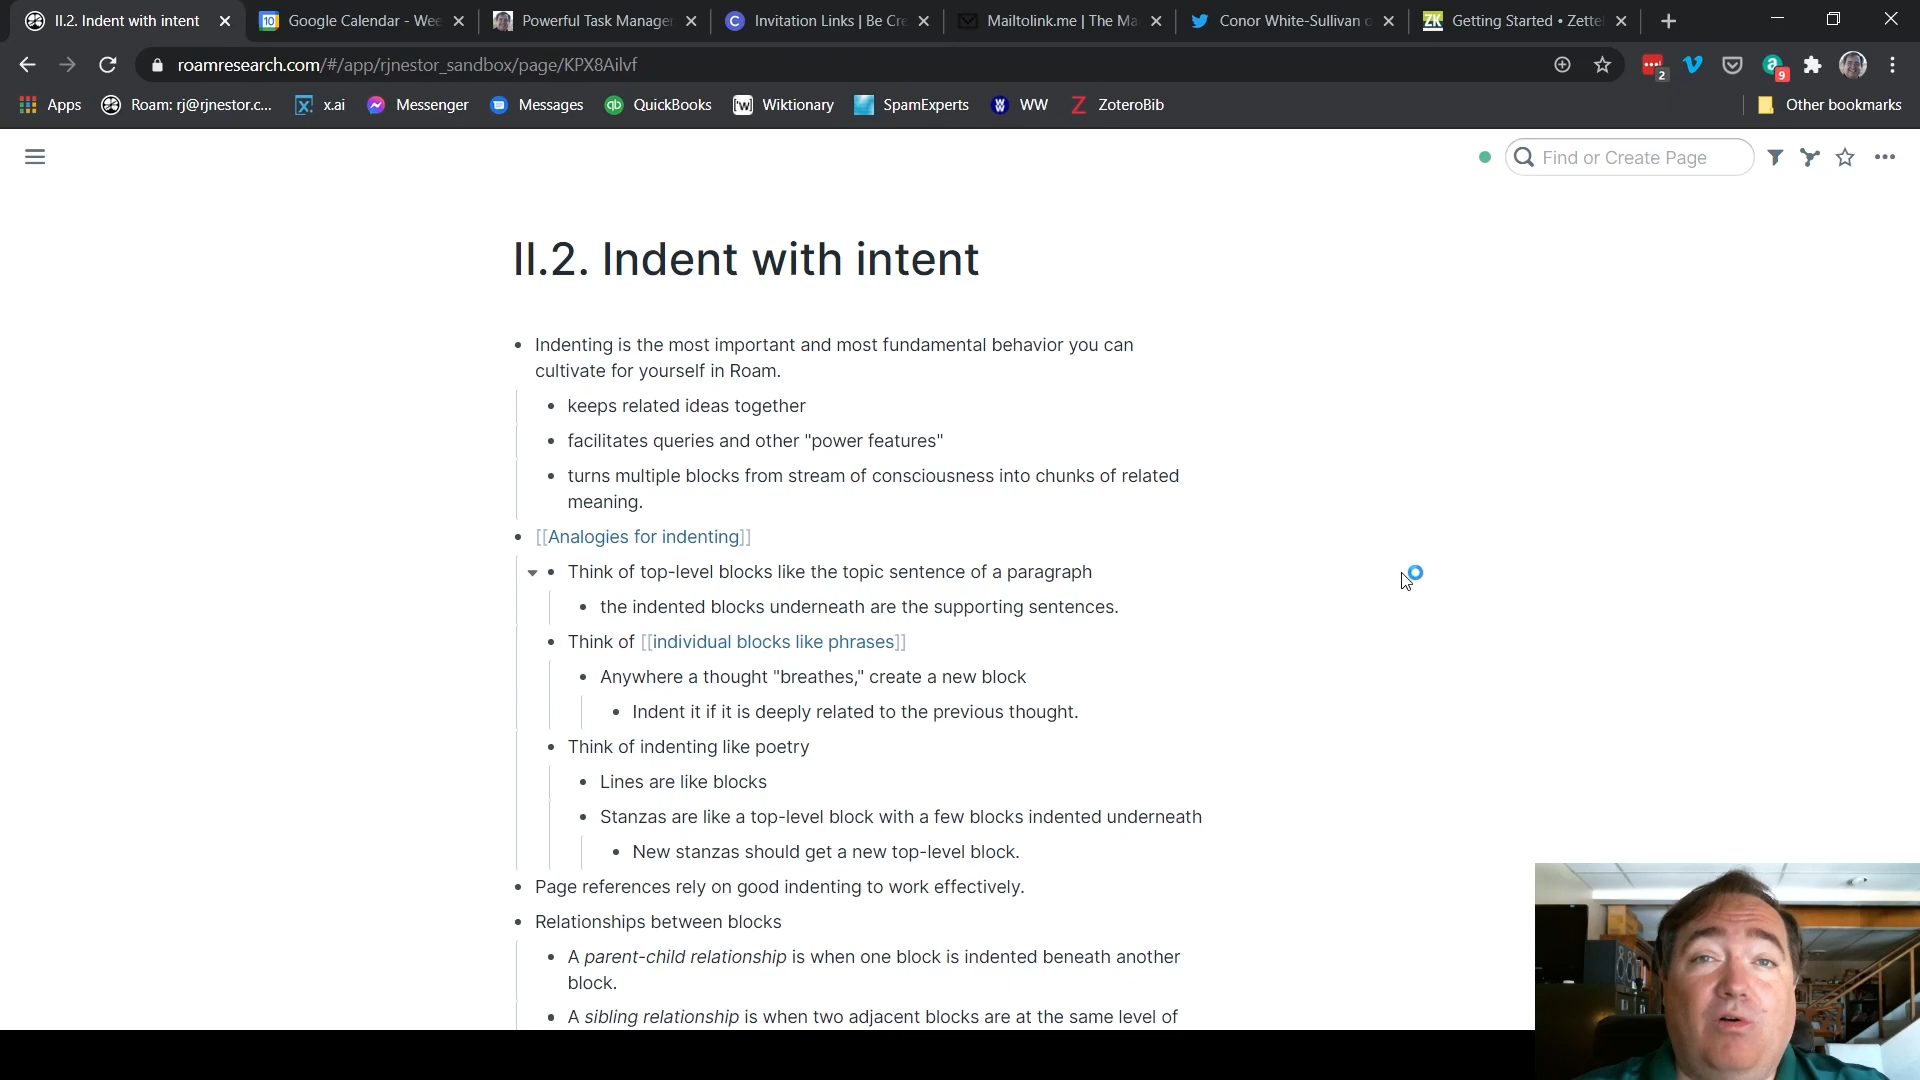 II.2. Indent with intent
Google Calendar - Wee
Powerful Task Manager
Invitation Links | Be Cre
Mailtolink.me | The Ma
Conor White-Sullivan o
Getting Started • Zettel
roamresearch.com/#/app/rjnestor_sandbox/page/KPX8Ailvf
2
9
Apps
Roam: rj@rjnestor.c...
x.ai
Messenger
Messages
QuickBooks
Wiktionary
SpamExperts
WW
ZoteroBib
Other bookmarks
Find or Create Page
II.2. Indent with intent
Indenting is the most important and most fundamental behavior you can
cultivate for yourself in Roam.
keeps related ideas together
facilitates queries and other "power features"
turns multiple blocks from stream of consciousness into chunks of related
meaning.
[[Analogies for indenting]]
Think of top-level blocks like the topic sentence of a paragraph
the indented blocks underneath are the supporting sentences.
Think of [[individual blocks like phrases]]
Anywhere a thought "breathes," create a new block
Indent it if it is deeply related to the previous thought.
Think of indenting like poetry
Lines are like blocks
Stanzas are like a top-level block with a few blocks indented underneath
New stanzas should get a new top-level block.
Page references rely on good indenting to work effectively.
Relationships between blocks
A parent-child relationship is when one block is indented beneath another
block.
A sibling relationship is when two adjacent blocks are at the same level of